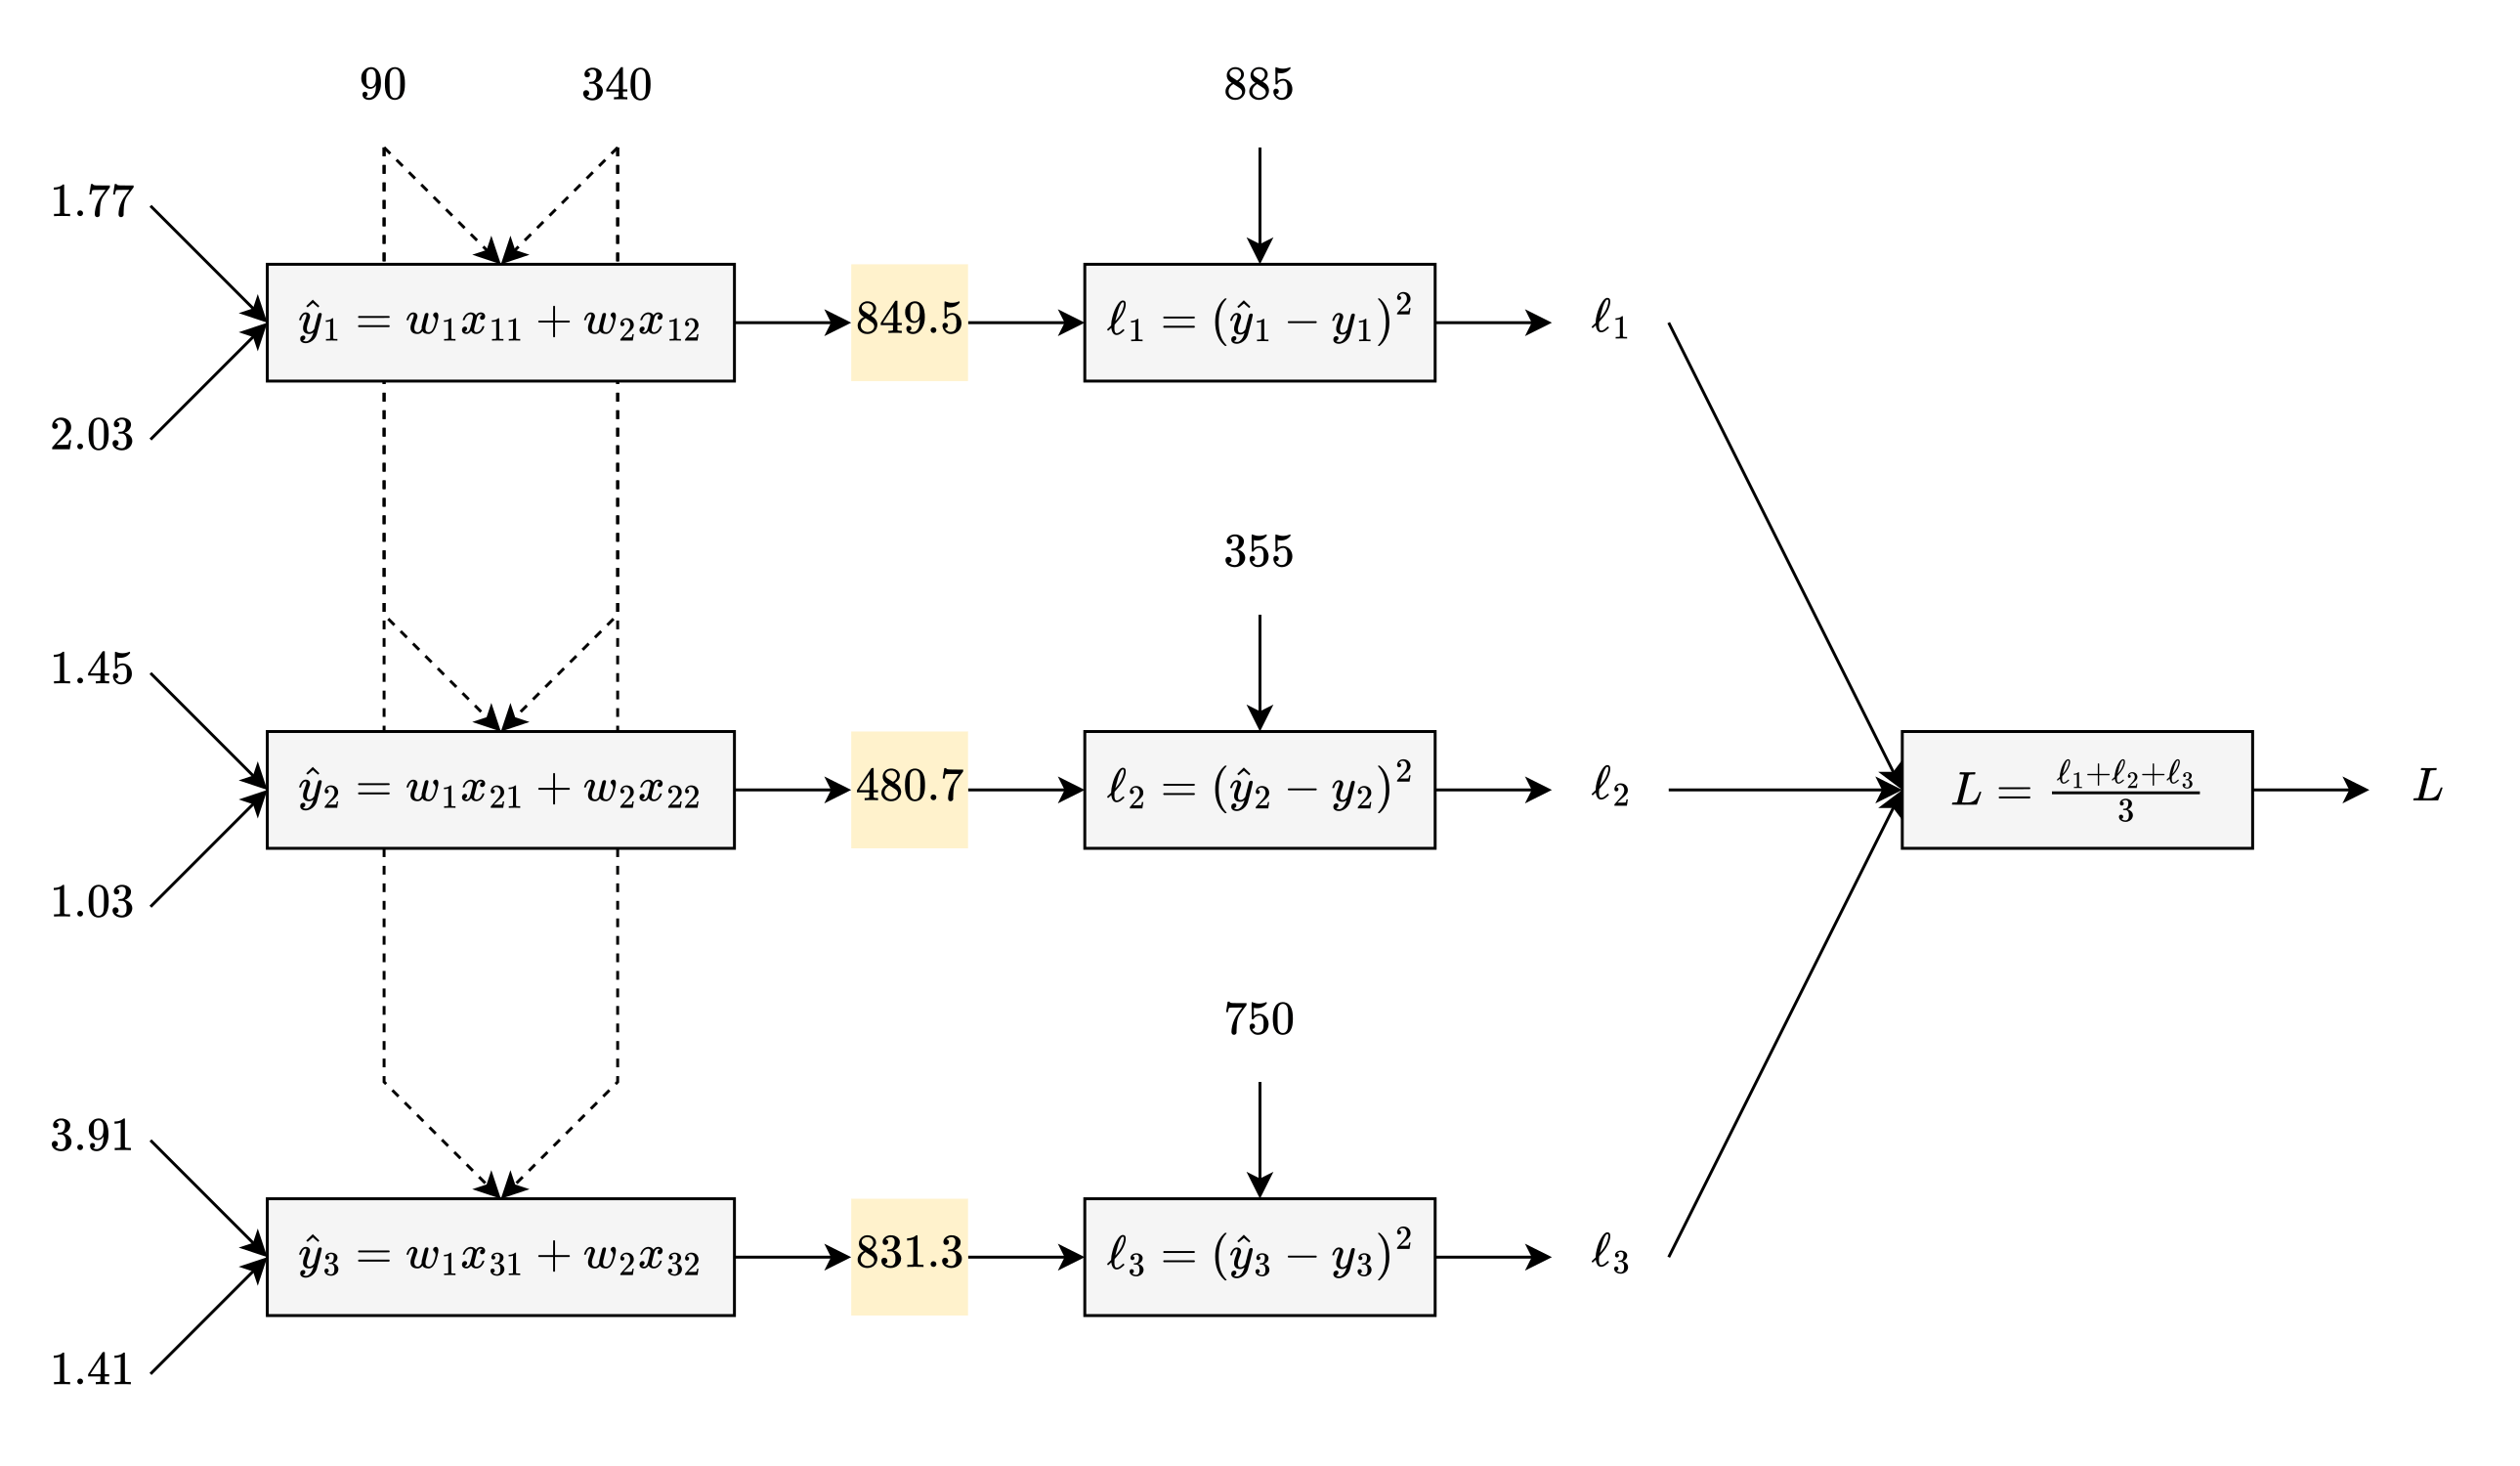 90 340 885
1.77
ŷ₁ = w₁x₁₁ + w₂x₁₂ 849.5 ℓ₁ = (ŷ₁ − y₁)² ℓ₁
2.03
355
1.45
ŷ₂ = w₁x₂₁ + w₂x₂₂ 480.7 ℓ₂ = (ŷ₂ − y₂)² ℓ₂ L = (ℓ₁+ℓ₂+ℓ₃)/3 L
1.03
750
3.91
ŷ₃ = w₁x₃₁ + w₂x₃₂ 831.3 ℓ₃ = (ŷ₃ − y₃)² ℓ₃
1.41